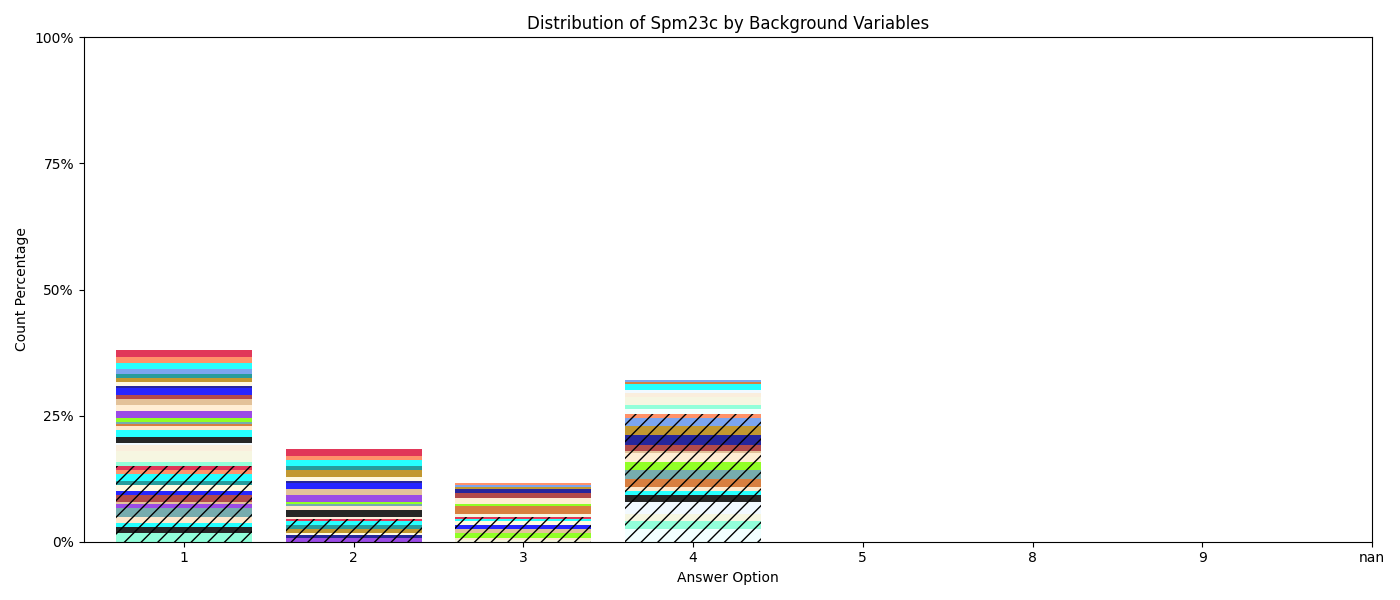 Distribution of Spm23c by Background Variables
100%
75%
50%
25%
0%
Count Percentage
1 2 3 4 5 8 9 nan
Answer Option